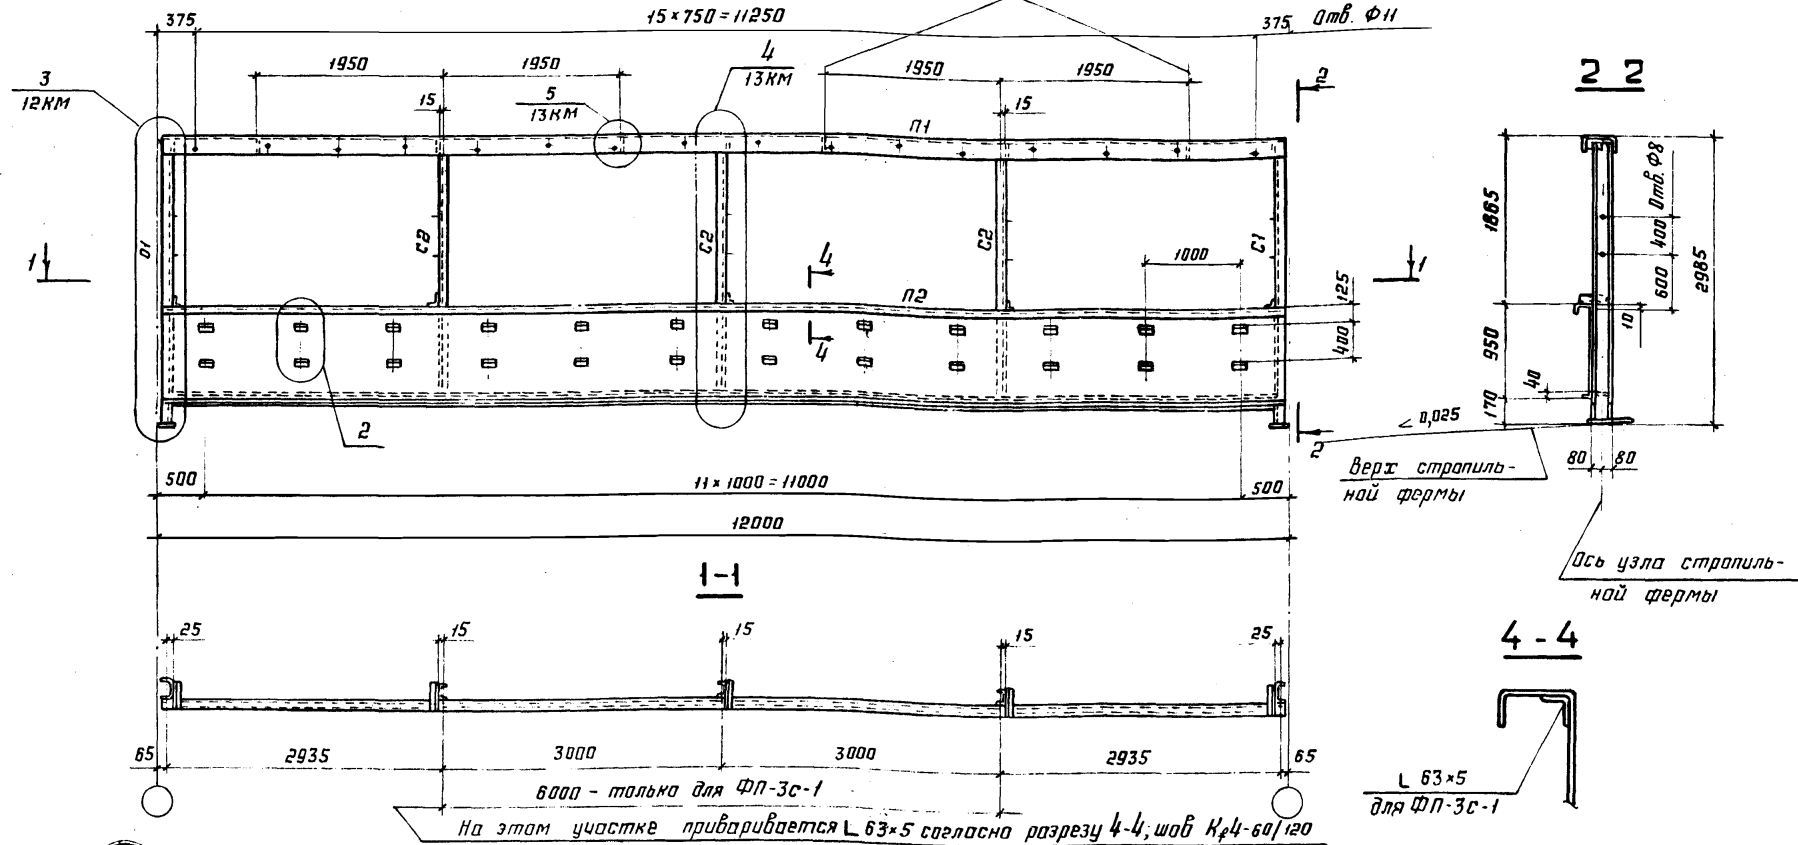 375
15×750=11250
375
Отв. Ф11
3
12КМ
1950
1950
4
13КМ
1950
1950
2
2 2
15
5
13КМ
15
П1
О1
С2
С2
С2
С1
1
4
4
1000
1
П2
125
400
2
< 0,025
2
Верх стропиль-
ной фермы
500
11×1000=11000
500
12000
1865
950
170
40
10
600
400
Отв. Ф8
2985
80
80
Ось узла стропиль-
ной фермы
1-1
25
15
15
15
25
65
2935
3000
3000
2935
65
6000 - только для ФП-3с-1
На этом участке приваривается L 63×5 согласно разрезу 4-4, шов Kf4-60/120
4 - 4
L 63×5
для ФП-3с-1